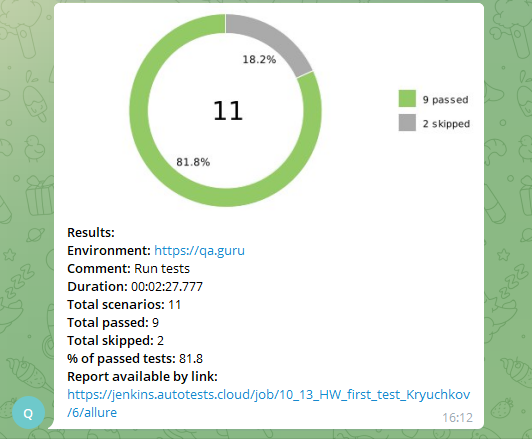 18.2%
11
9 passed
2 skipped
81.8%
Results:
Environment: https://qa.guru
Comment: Run tests
Duration: 00:02:27.777
Total scenarios: 11
Total passed: 9
Total skipped: 2
% of passed tests: 81.8
Report available by link:
https://jenkins.autotests.cloud/job/10_13_HW_first_test_Kryuchkov
/6/allure
Q
16:12